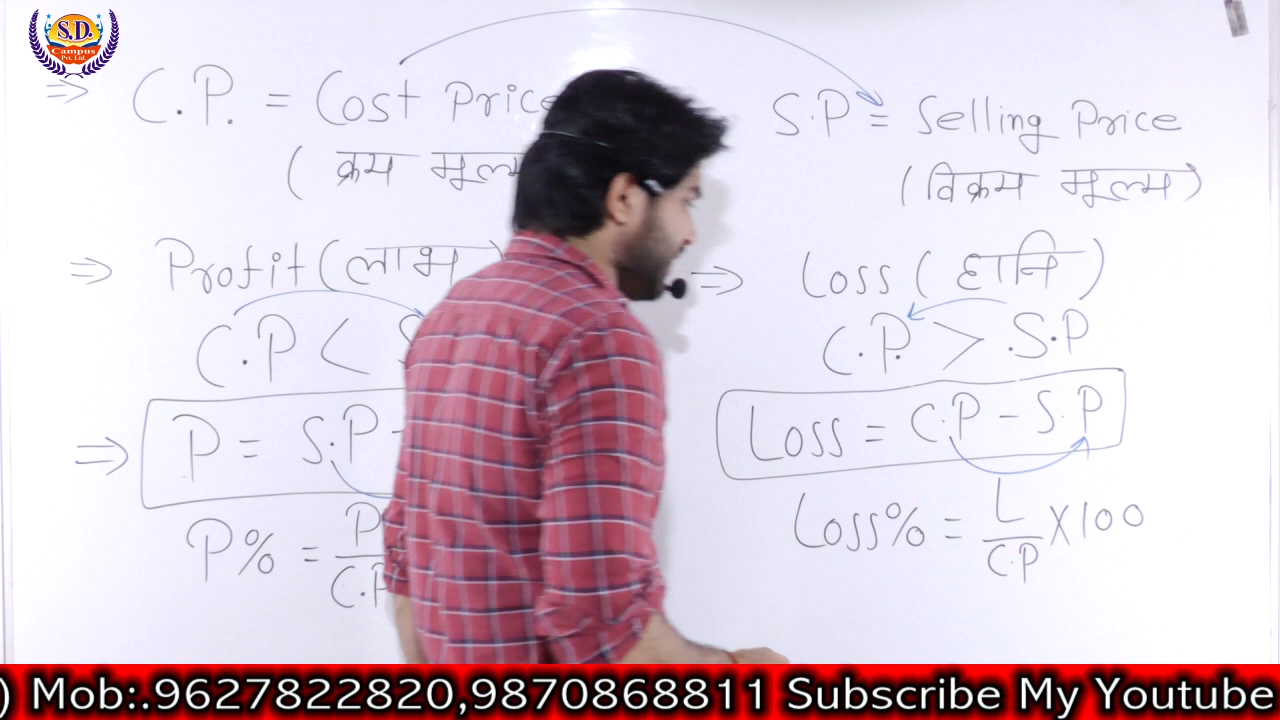 S.D.
Campus
Pvt. Ltd.
⇒ C.P. = Cost Price
(क्रय मूल्य
S.P = Selling Price
(विक्रय मूल्य)
⇒ Profit (लाभ)
C.P < S
⇒ P = S.P -
P% = P/C.P
⇒ Loss (हानि)
C.P. > S.P
Loss = C.P - S.P
Loss% = L/C.P X100
) Mob:.9627822820,9870868811 Subscribe My Youtube